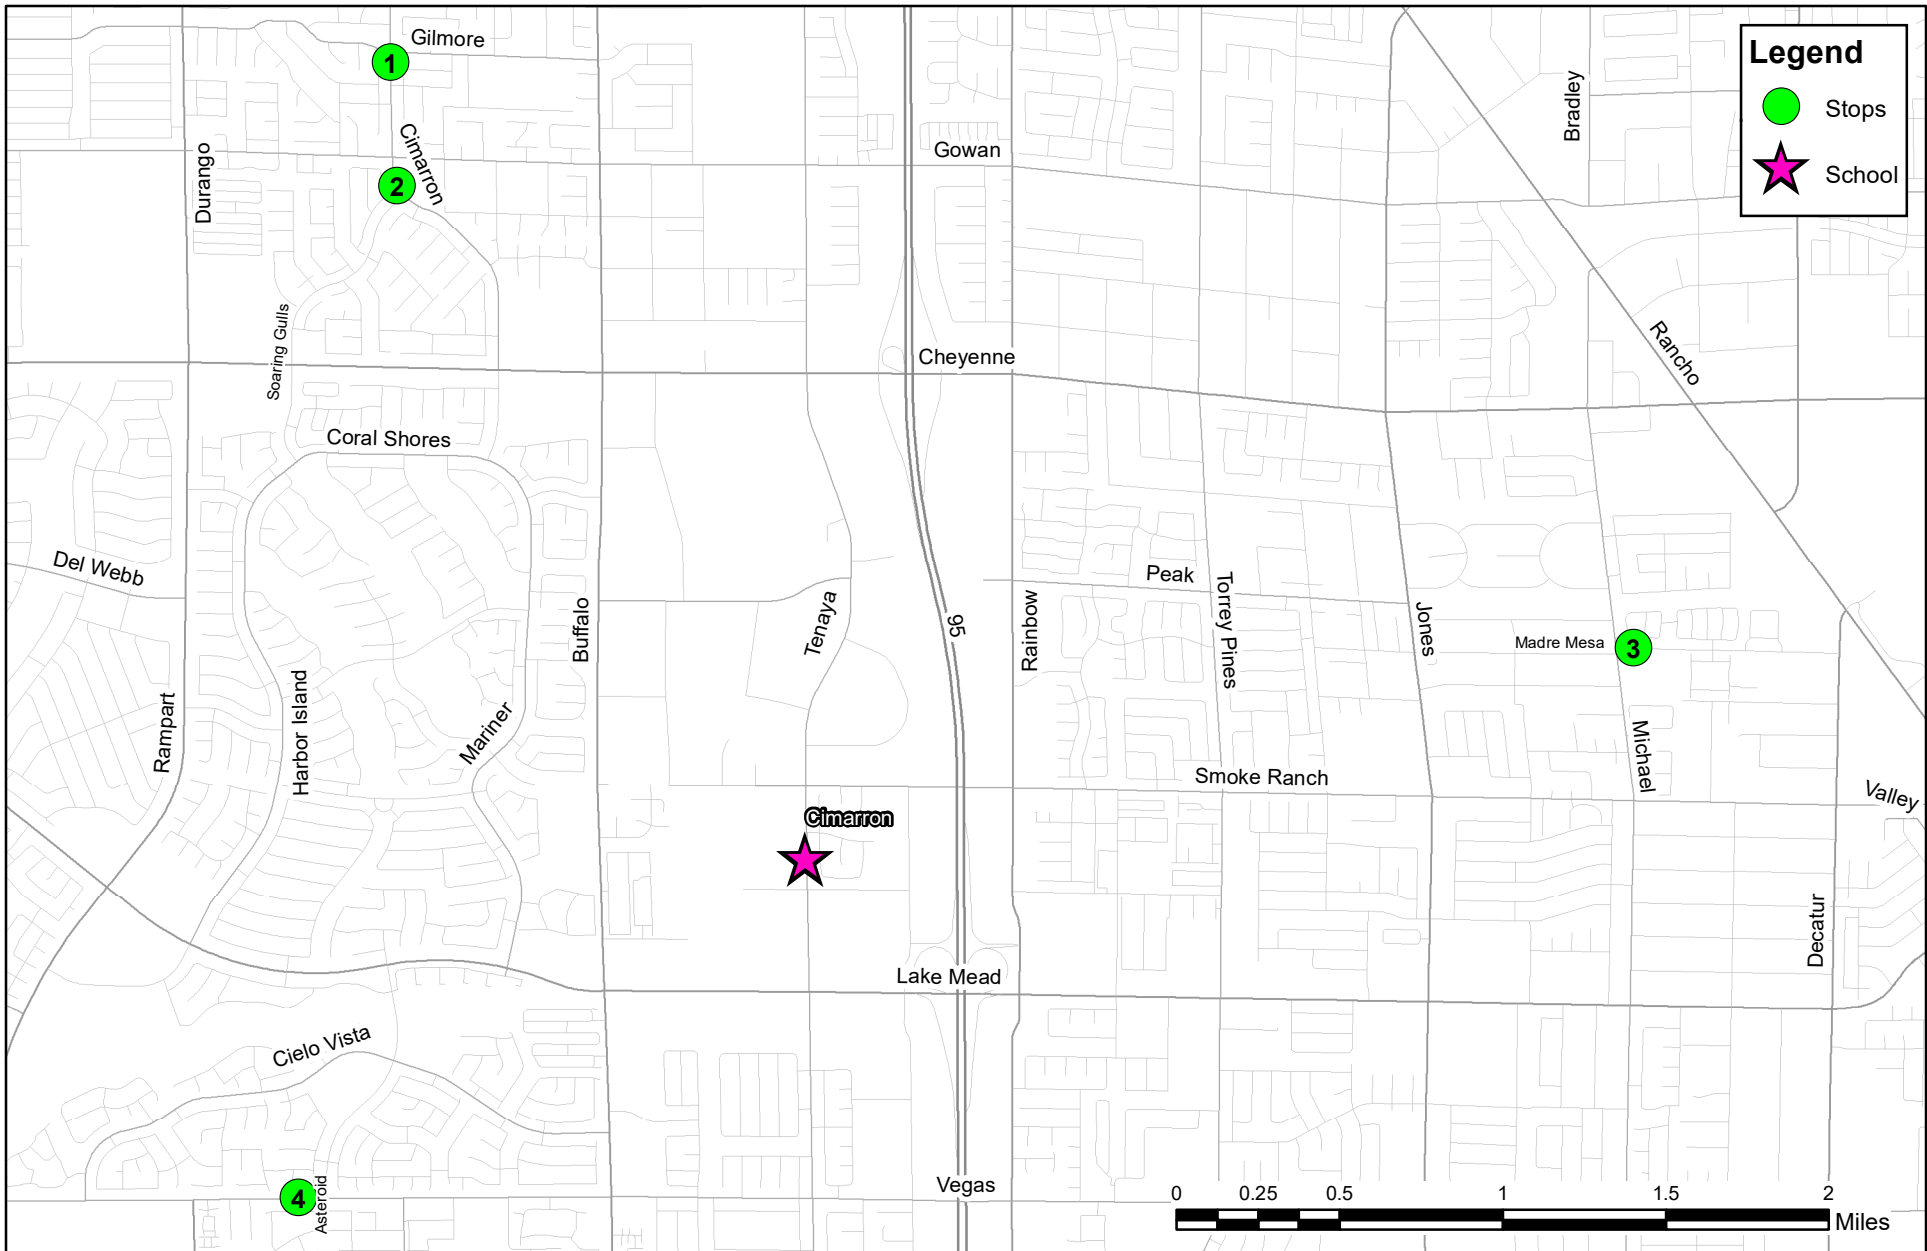 Gilmore
1
Legend
Stops
School
Bradley
Cimarron
Durango
Gowan
2
Soaring Gulls
Cheyenne
Rancho
Coral Shores
Del Webb
Buffalo
Tenaya
95
Rainbow
Peak
Torrey Pines
Jones
Madre Mesa
3
Rampart
Harbor Island
Mariner
Michael
Smoke Ranch
Valley
Cimarron
Decatur
Lake Mead
Cielo Vista
Vegas
4
Asteroid
0 0.25 0.5 1 1.5 2
Miles